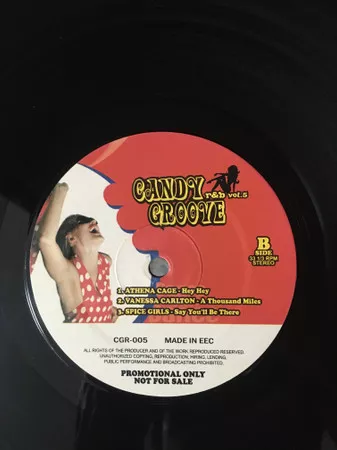 CANDY
r&b vol.5
GROOVE
B
SIDE
33 1/3 RPM
STEREO
1. ATHENA CAGE - Hey Hey
2. VANESSA CARLTON - A Thousand Miles
3. SPICE GIRLS - Say You'll Be There
CGR-005 MADE IN EEC
ALL RIGHTS OF THE PRODUCER AND OF THE WORK REPRODUCED RESERVED.
UNAUTHORIZED COPYING, REPRODUCTION, HIRING, LENDING,
PUBLIC PERFORMANCE AND BROADCASTING PROHIBITED.
PROMOTIONAL ONLY
NOT FOR SALE